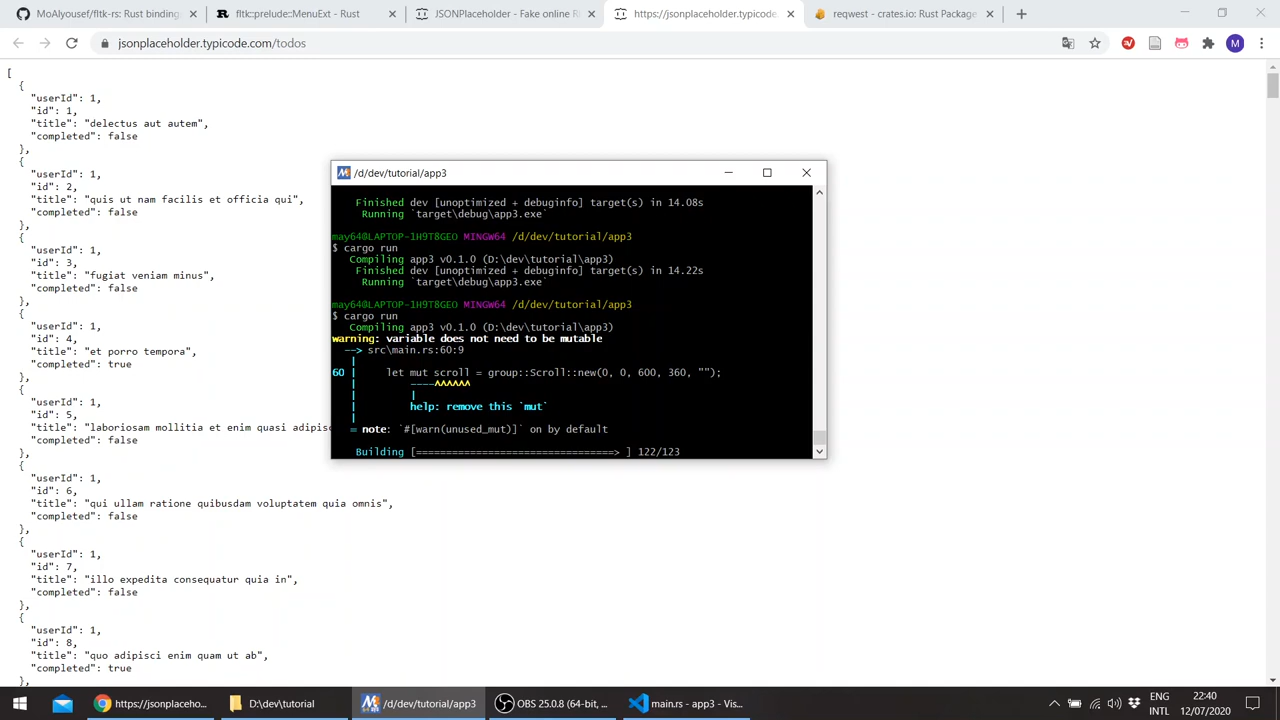 MoAlyousef/fltk-rs: Rust binding
fltk::prelude::MenuExt - Rust
JSONPlaceholder - Fake online R
https://jsonplaceholder.typicod
reqwest - crates.io: Rust Package
jsonplaceholder.typicode.com/todos
M
[
{
"userId": 1,
"id": 1,
"title": "delectus aut autem",
"completed": false
},
{
"userId": 1,
"id": 2,
"title": "quis ut nam facilis et officia qui",
"completed": false
},
{
"userId": 1,
"id": 3,
"title": "fugiat veniam minus",
"completed": false
},
{
"userId": 1,
"id": 4,
"title": "et porro tempora",
"completed": true
},
{
"userId": 1,
"id": 5,
"title": "laboriosam mollitia et enim quasi adipisc
"completed": false
},
{
"userId": 1,
"id": 6,
"title": "qui ullam ratione quibusdam voluptatem quia omnis",
"completed": false
},
{
"userId": 1,
"id": 7,
"title": "illo expedita consequatur quia in",
"completed": false
},
{
"userId": 1,
"id": 8,
"title": "quo adipisci enim quam ut ab",
"completed": true
},
/d/dev/tutorial/app3
Finished dev [unoptimized + debuginfo] target(s) in 14.08s
Running `target\debug\app3.exe`
may64@LAPTOP-1H9T8GEO MINGW64 /d/dev/tutorial/app3
$ cargo run
Compiling app3 v0.1.0 (D:\dev\tutorial\app3)
Finished dev [unoptimized + debuginfo] target(s) in 14.22s
Running `target\debug\app3.exe`
may64@LAPTOP-1H9T8GEO MINGW64 /d/dev/tutorial/app3
$ cargo run
Compiling app3 v0.1.0 (D:\dev\tutorial\app3)
warning: variable does not need to be mutable
--> src\main.rs:60:9
|
60 | let mut scroll = group::Scroll::new(0, 0, 600, 360, "");
| ----^^^^^^
| |
| help: remove this `mut`
|
= note: `#[warn(unused_mut)]` on by default
Building [=================================> ] 122/123
https://jsonplaceho...
D:\dev\tutorial
/d/dev/tutorial/app3
OBS 25.0.8 (64-bit, ...
main.rs - app3 - Vis...
ENG
INTL
22:40
12/07/2020